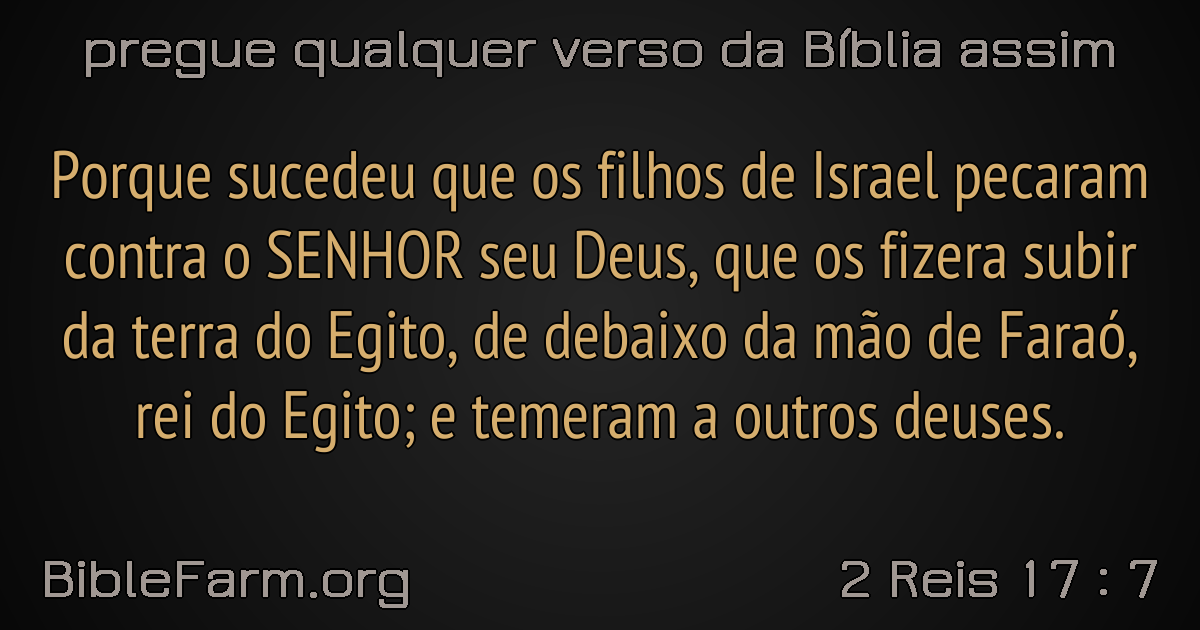 pregue qualquer verso da Bíblia assim
Porque sucedeu que os filhos de Israel pecaram
contra o SENHOR seu Deus, que os fizera subir
da terra do Egito, de debaixo da mão de Faraó,
rei do Egito; e temeram a outros deuses.
BibleFarm.org
2 Reis 17 : 7